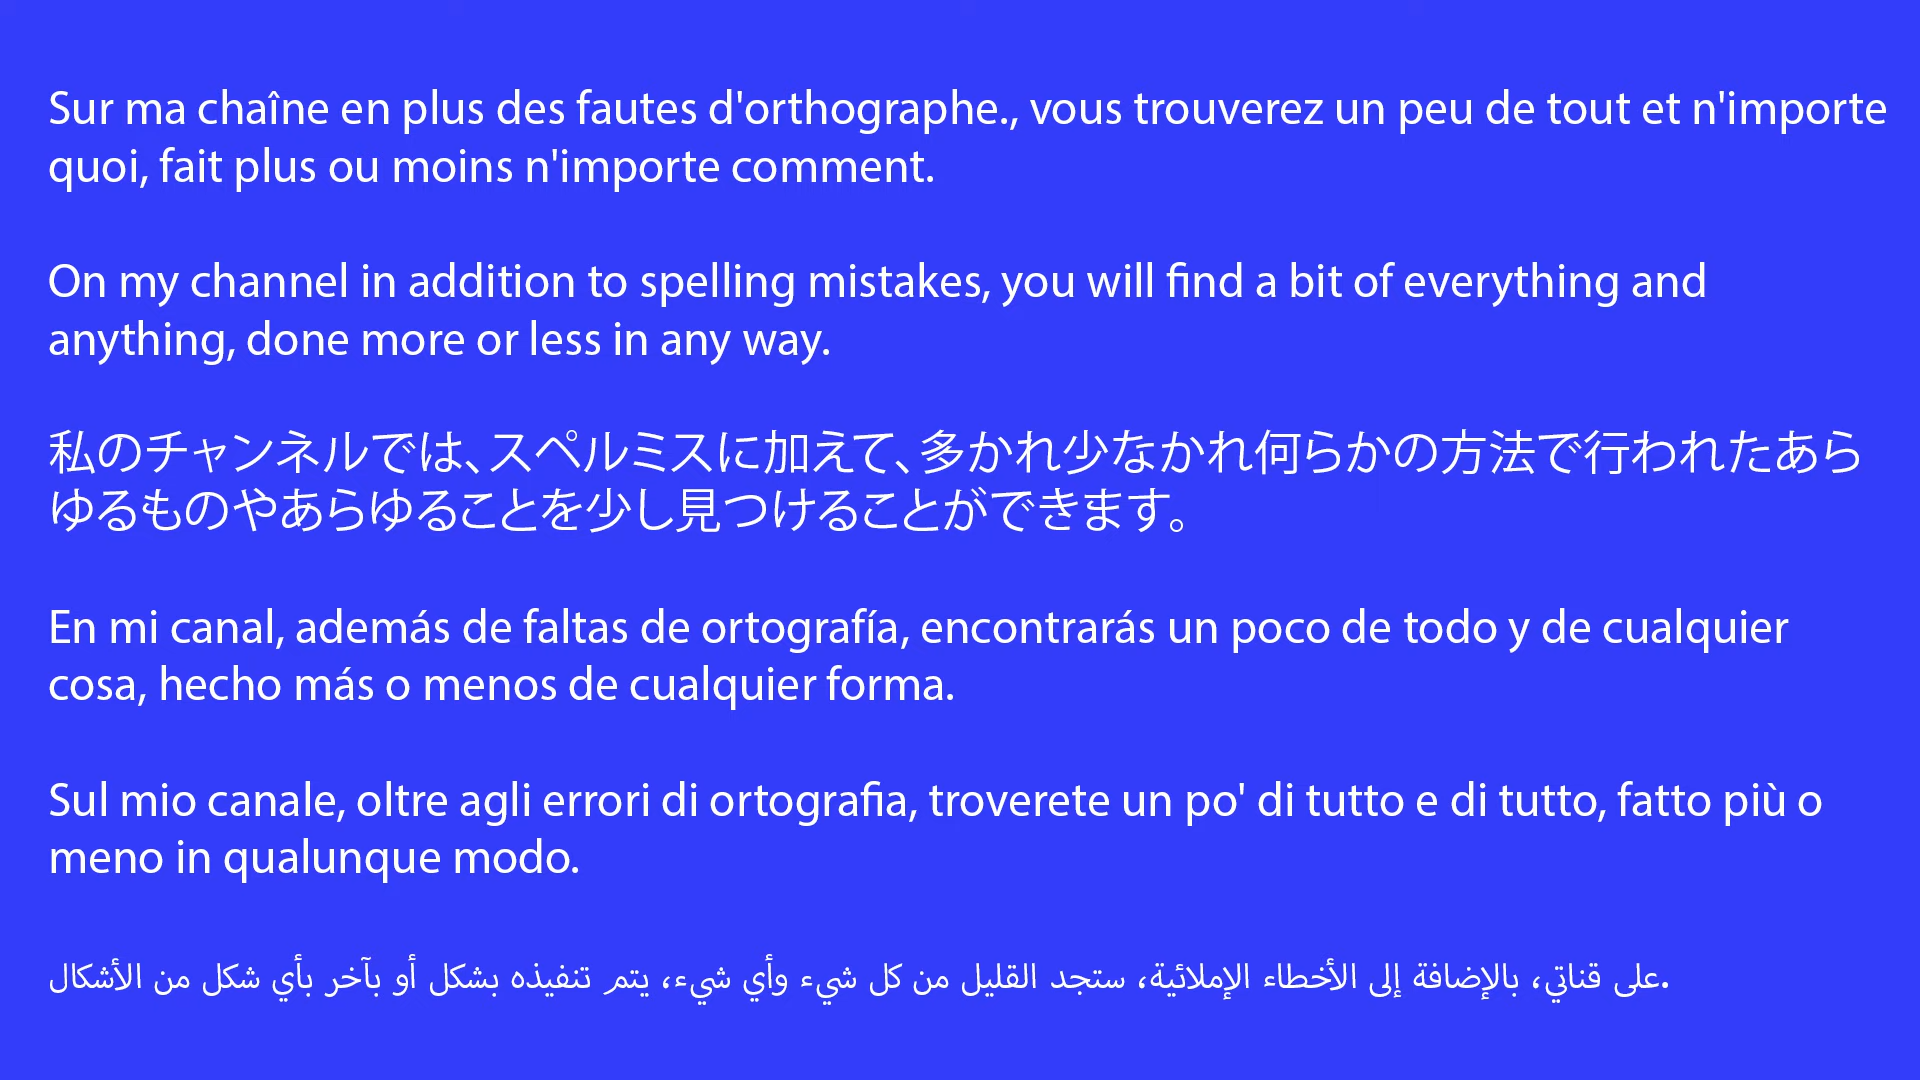 Sur ma chaîne en plus des fautes d'orthographe., vous trouverez un peu de tout et n'importe
quoi, fait plus ou moins n'importe comment.
On my channel in addition to spelling mistakes, you will find a bit of everything and
anything, done more or less in any way.
私のチャンネルでは、スペルミスに加えて、多かれ少なかれ何らかの方法で行われたあら
ゆるものやあらゆることを少し見つけることができます。
En mi canal, además de faltas de ortografía, encontrarás un poco de todo y de cualquier
cosa, hecho más o menos de cualquier forma.
Sul mio canale, oltre agli errori di ortografia, troverete un po' di tutto e di tutto, fatto più o
meno in qualunque modo.
على قناتي، بالإضافة إلى الأخطاء الإملائية، ستجد القليل من كل شيء وأي شيء، يتم تنفيذه بشكل أو بآخر بأي شكل من الأشكال.